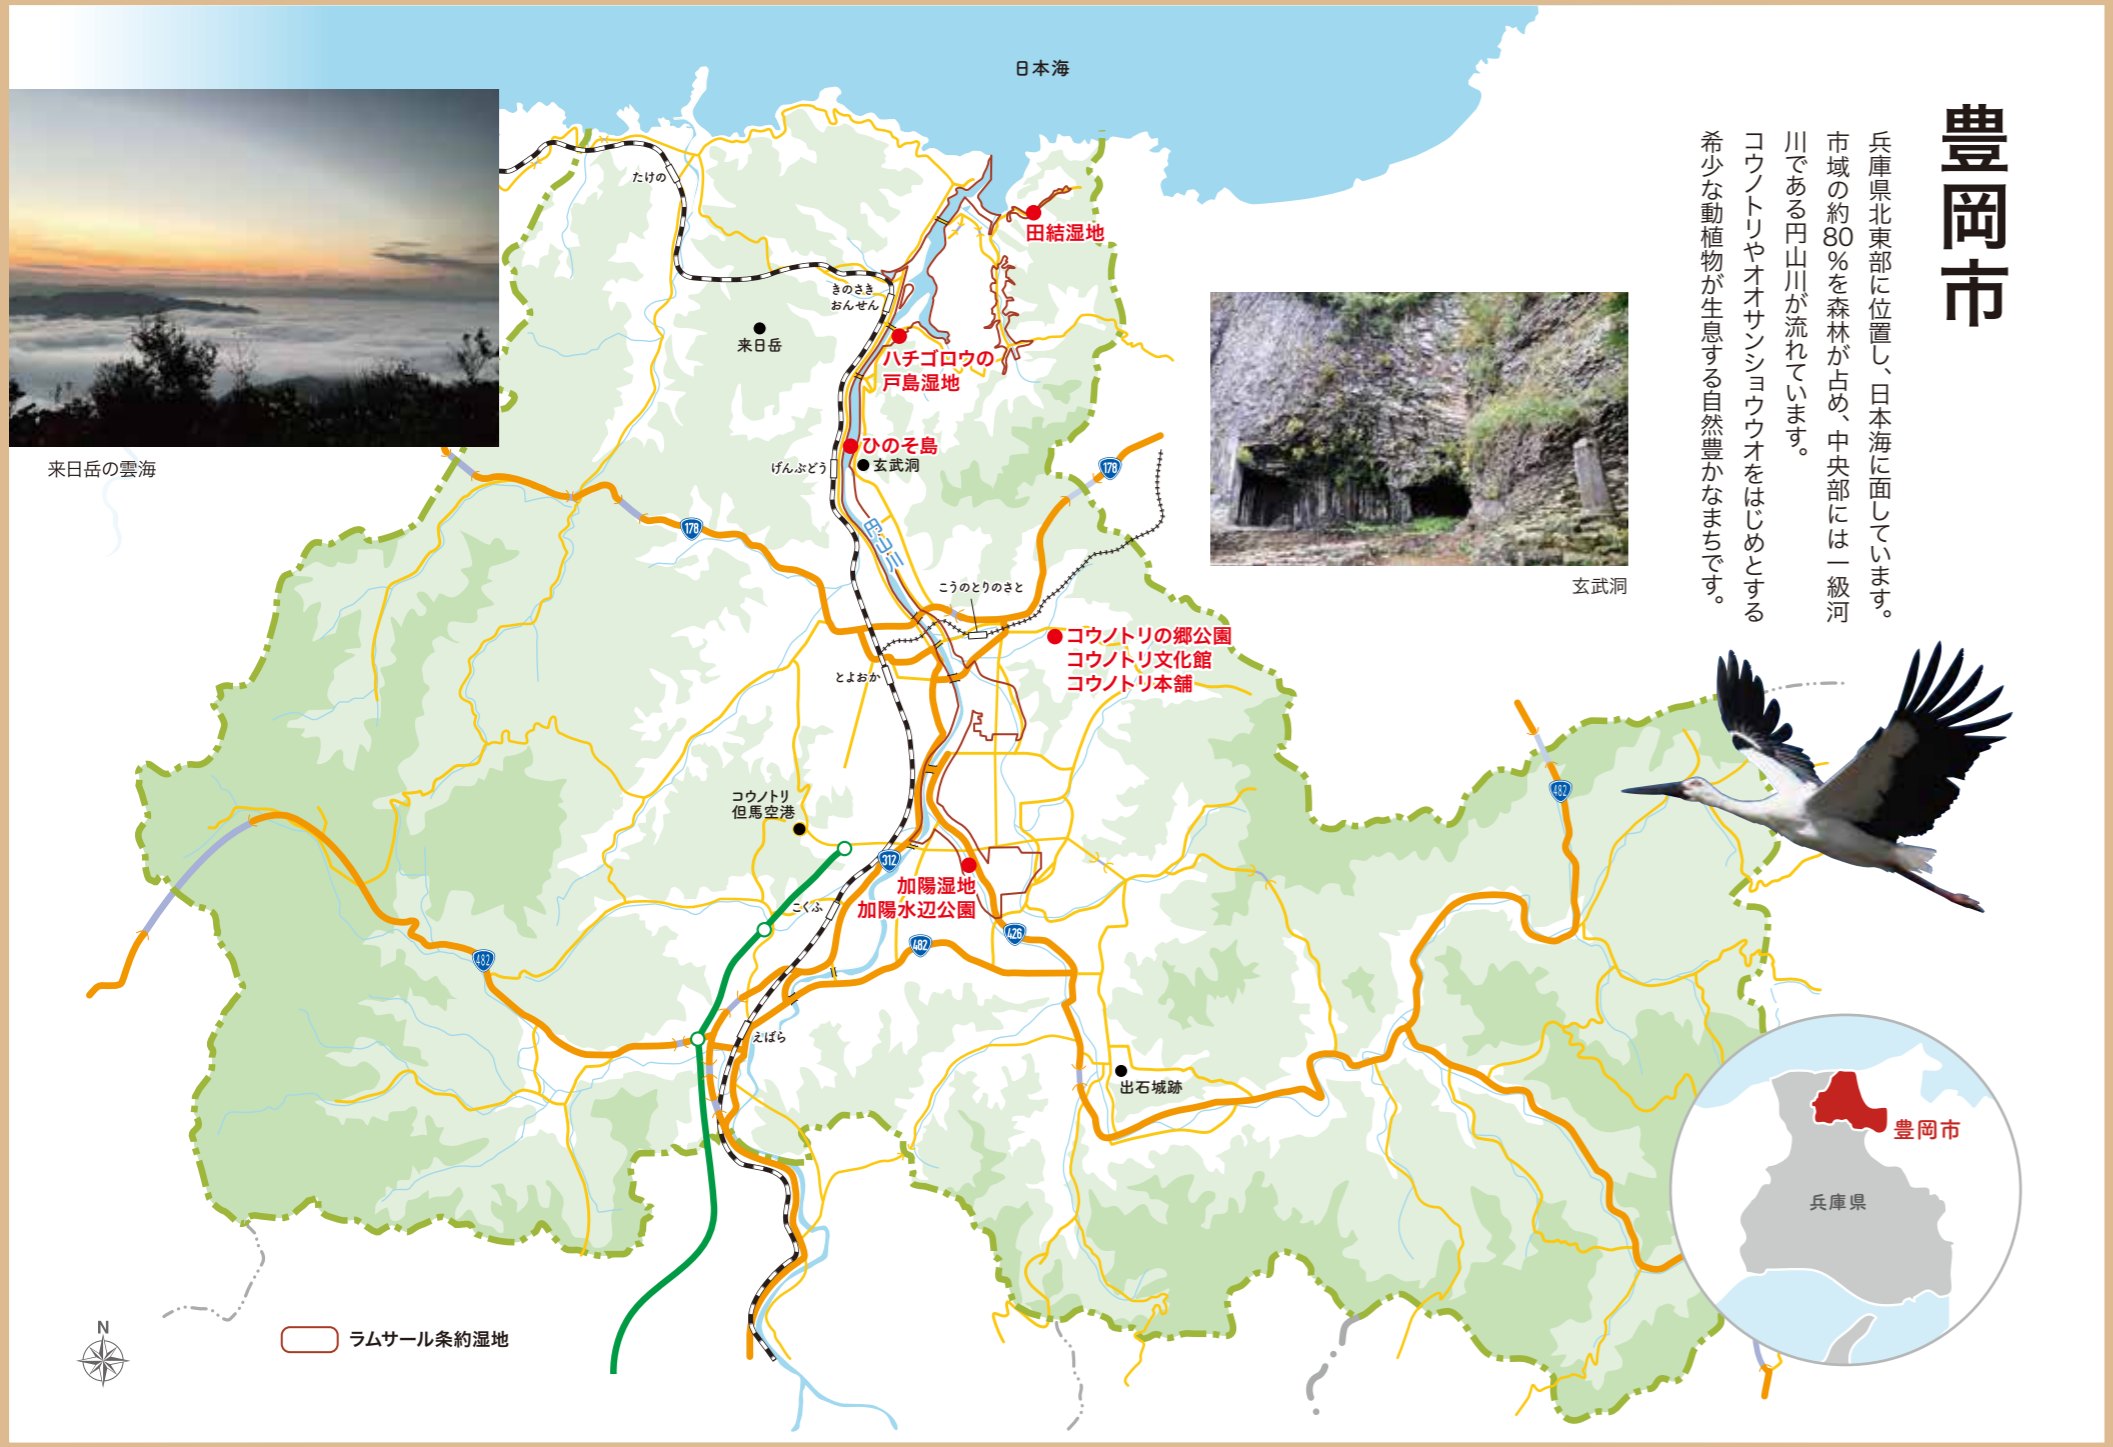 豊岡市
兵庫県北東部に位置し、日本海に面しています。
市域の約80％を森林が占め、中央部には一級河
川である円山川が流れています。
コウノトリやオオサンショウウオをはじめとする
希少な動植物が生息する自然豊かなまちです。
日本海
来日岳の雲海
玄武洞
たけの
田結湿地
きのさき
おんせん
来日岳
ハチゴロウの
戸島湿地
ひのそ島
玄武洞
げんぶどう
178
178
円山川
こうのとりのさと
コウノトリの郷公園
コウノトリ文化館
コウノトリ本舗
とよおか
482
コウノトリ
但馬空港
312
加陽湿地
加陽水辺公園
こくふ
426
482
482
えばら
出石城跡
豊岡市
兵庫県
N
ラムサール条約湿地